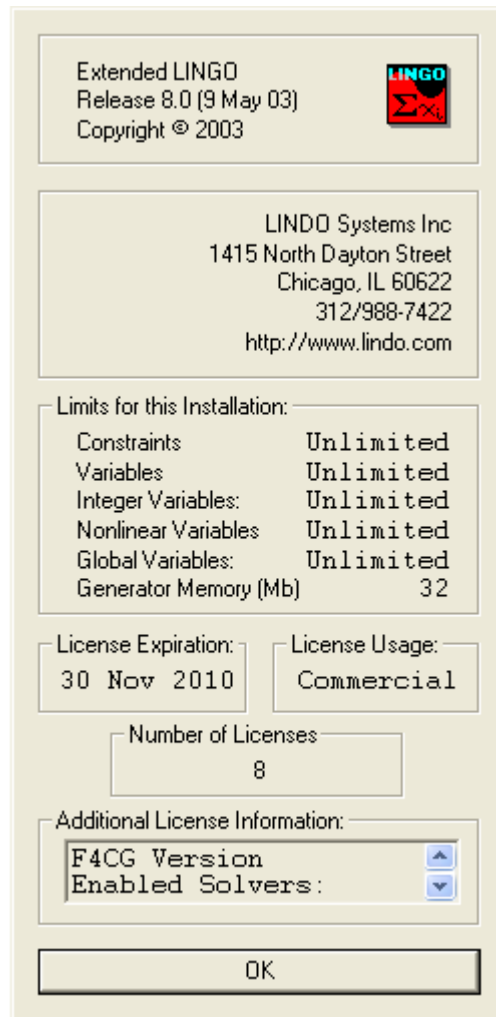 Extended LINGO
Release 8.0 (9 May 03)
Copyright © 2003
LINGO
Σxi
LINDO Systems Inc
1415 North Dayton Street
Chicago, IL 60622
312/988-7422
http://www.lindo.com
Limits for this Installation:
Constraints Unlimited
Variables Unlimited
Integer Variables: Unlimited
Nonlinear Variables Unlimited
Global Variables: Unlimited
Generator Memory (Mb) 32
License Expiration:
30 Nov 2010
License Usage:
Commercial
Number of Licenses
8
Additional License Information:
F4CG Version
Enabled Solvers:
OK